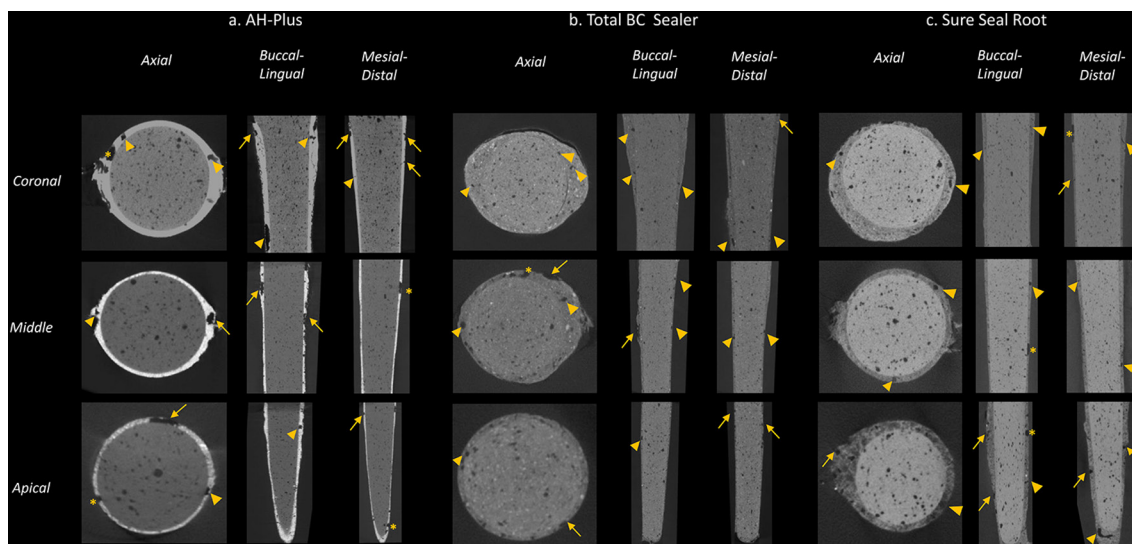 a. AH-Plus
b. Total BC Sealer
c. Sure Seal Root
Axial
Buccal-
Lingual
Mesial-
Distal
Axial
Buccal-
Lingual
Mesial-
Distal
Axial
Buccal-
Lingual
Mesial-
Distal
Coronal
Middle
Apical